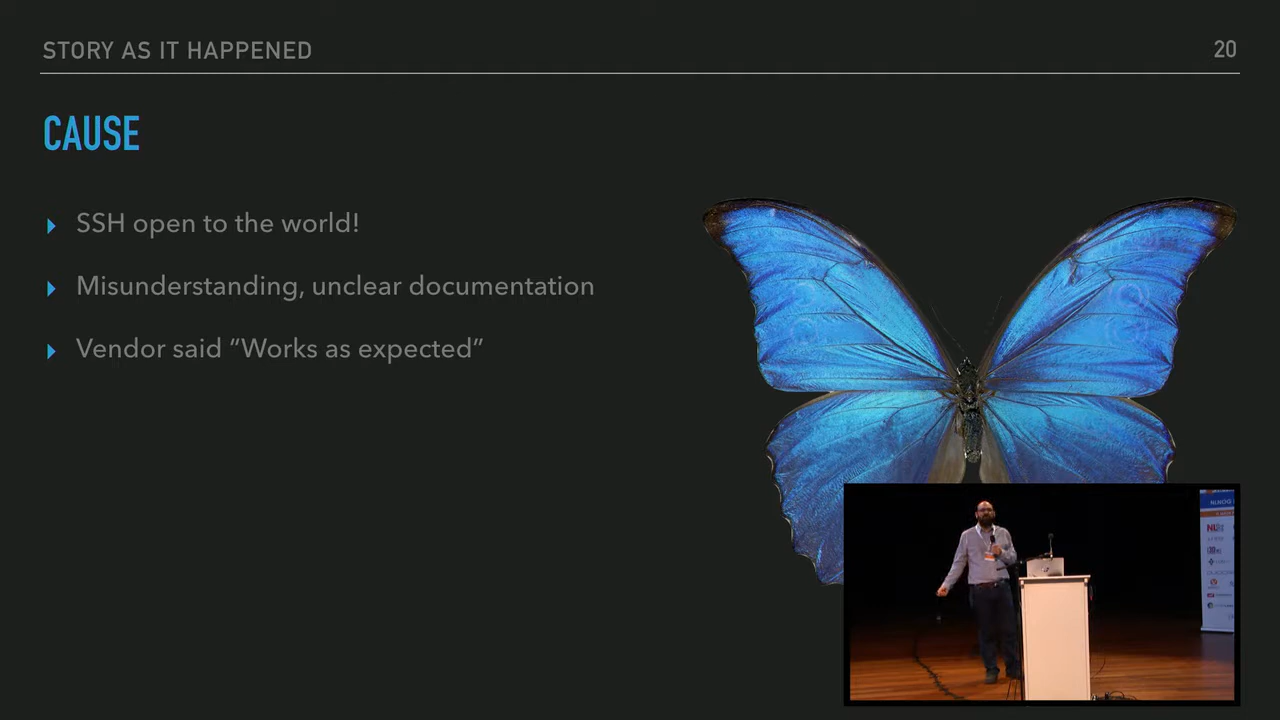 STORY AS IT HAPPENED
20
CAUSE
SSH open to the world!
Misunderstanding, unclear documentation
Vendor said “Works as expected”
NLNOG